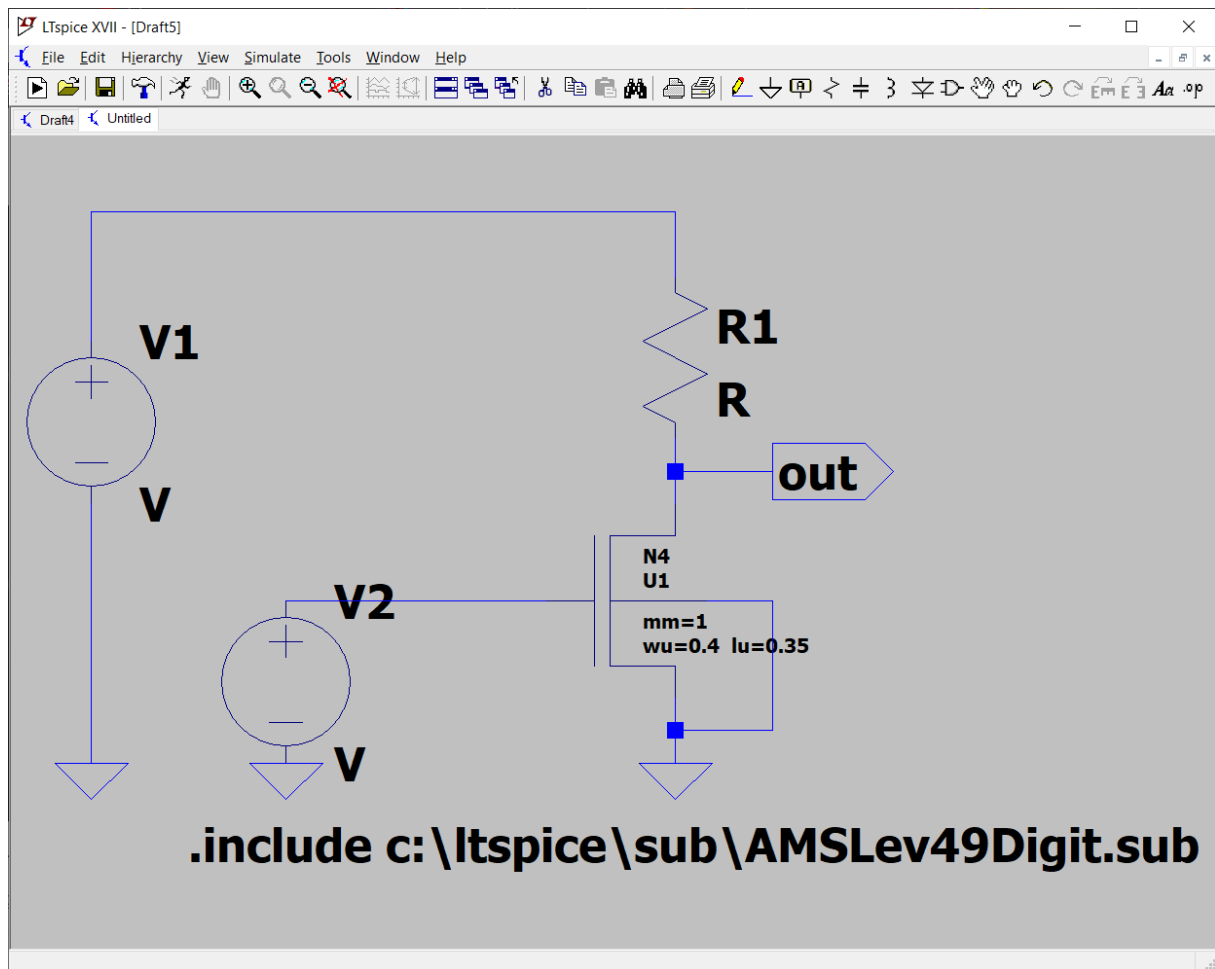 LTspice XVII - [Draft5]
File Edit Hierarchy View Simulate Tools Window Help
Aa .op
Draft4 Untitled
V1
R1
V
R
out
N4
U1
V2
mm=1
wu=0.4 lu=0.35
V
.include c:\ltspice\sub\AMSLev49Digit.sub